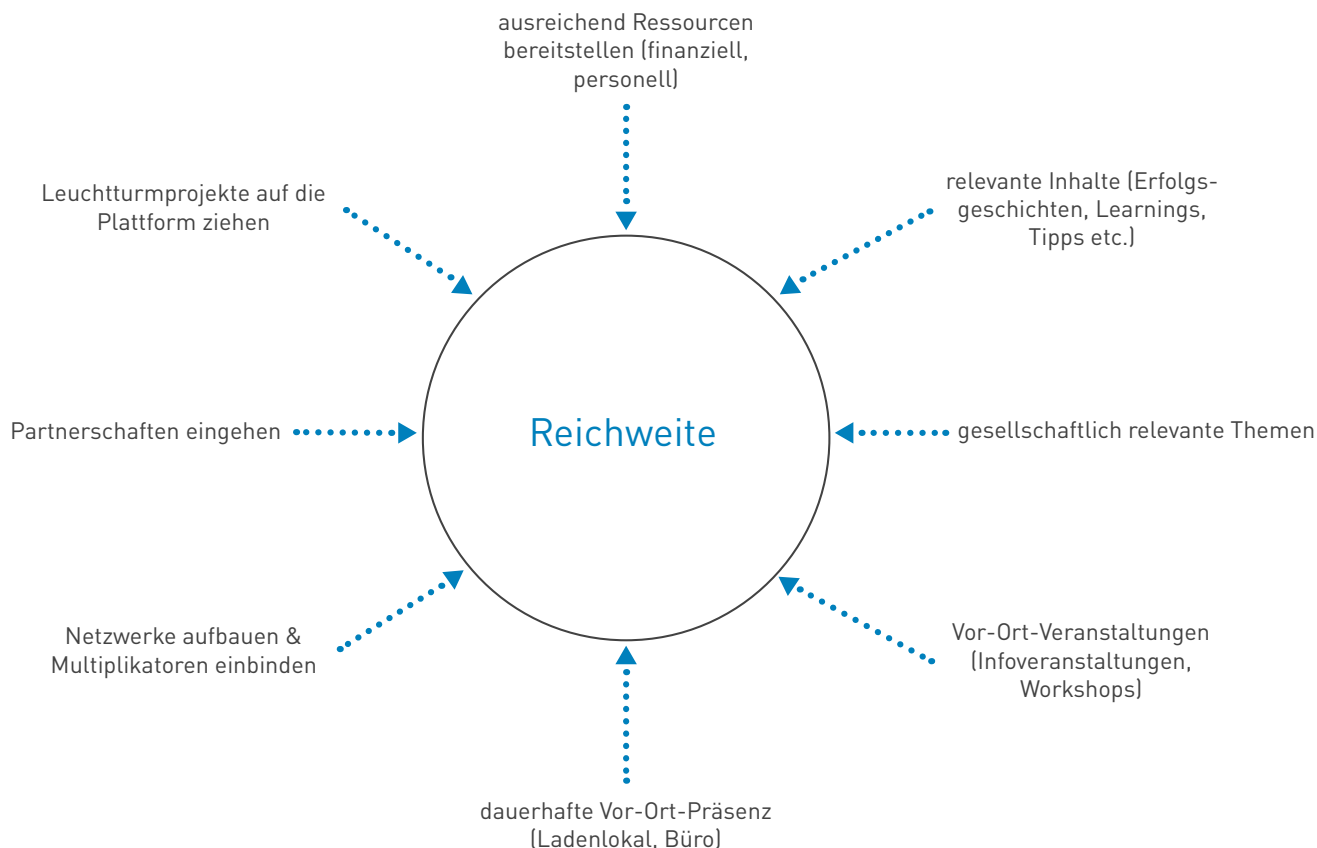 ausreichend Ressourcen
bereitstellen (finanziell,
personell)
Leuchtturmprojekte auf die
Plattform ziehen
relevante Inhalte (Erfolgs-
geschichten, Learnings,
Tipps etc.)
Partnerschaften eingehen
Reichweite
gesellschaftlich relevante Themen
Netzwerke aufbauen &
Multiplikatoren einbinden
Vor-Ort-Veranstaltungen
(Infoveranstaltungen,
Workshops)
dauerhafte Vor-Ort-Präsenz
(Ladenlokal, Büro)